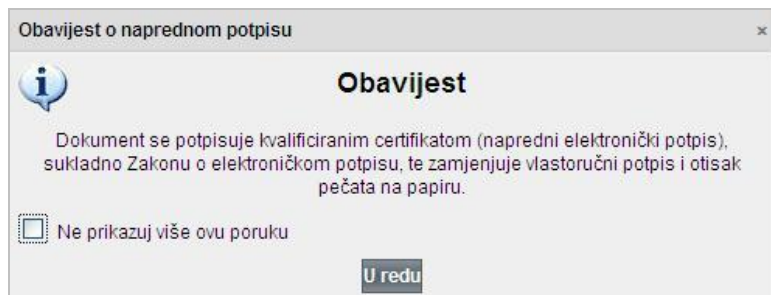 Obavijest o naprednom potpisu
Obavijest
Dokument se potpisuje kvalificiranim certifikatom (napredni elektronički potpis),
sukladno Zakonu o elektroničkom potpisu, te zamjenjuje vlastoručni potpis i otisak
pečata na papiru.
Ne prikazuj više ovu poruku
U redu